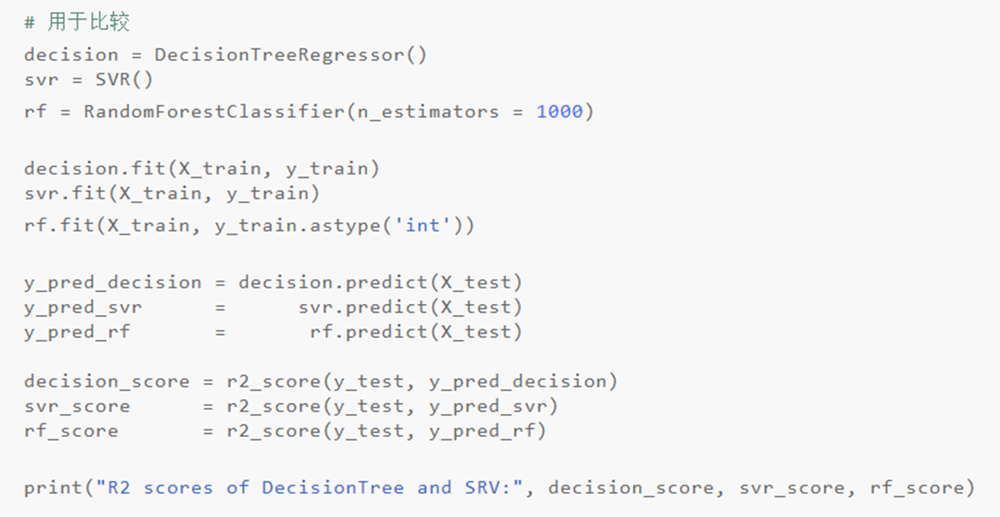 # 用于比较
decision = DecisionTreeRegressor()
svr = SVR()
rf = RandomForestClassifier(n_estimators = 1000)
decision.fit(X_train, y_train)
svr.fit(X_train, y_train)
rf.fit(X_train, y_train.astype('int'))
y_pred_decision = decision.predict(X_test)
y_pred_svr      =      svr.predict(X_test)
y_pred_rf       =       rf.predict(X_test)
decision_score = r2_score(y_test, y_pred_decision)
svr_score      = r2_score(y_test, y_pred_svr)
rf_score       = r2_score(y_test, y_pred_rf)
print("R2 scores of DecisionTree and SRV:", decision_score, svr_score, rf_score)